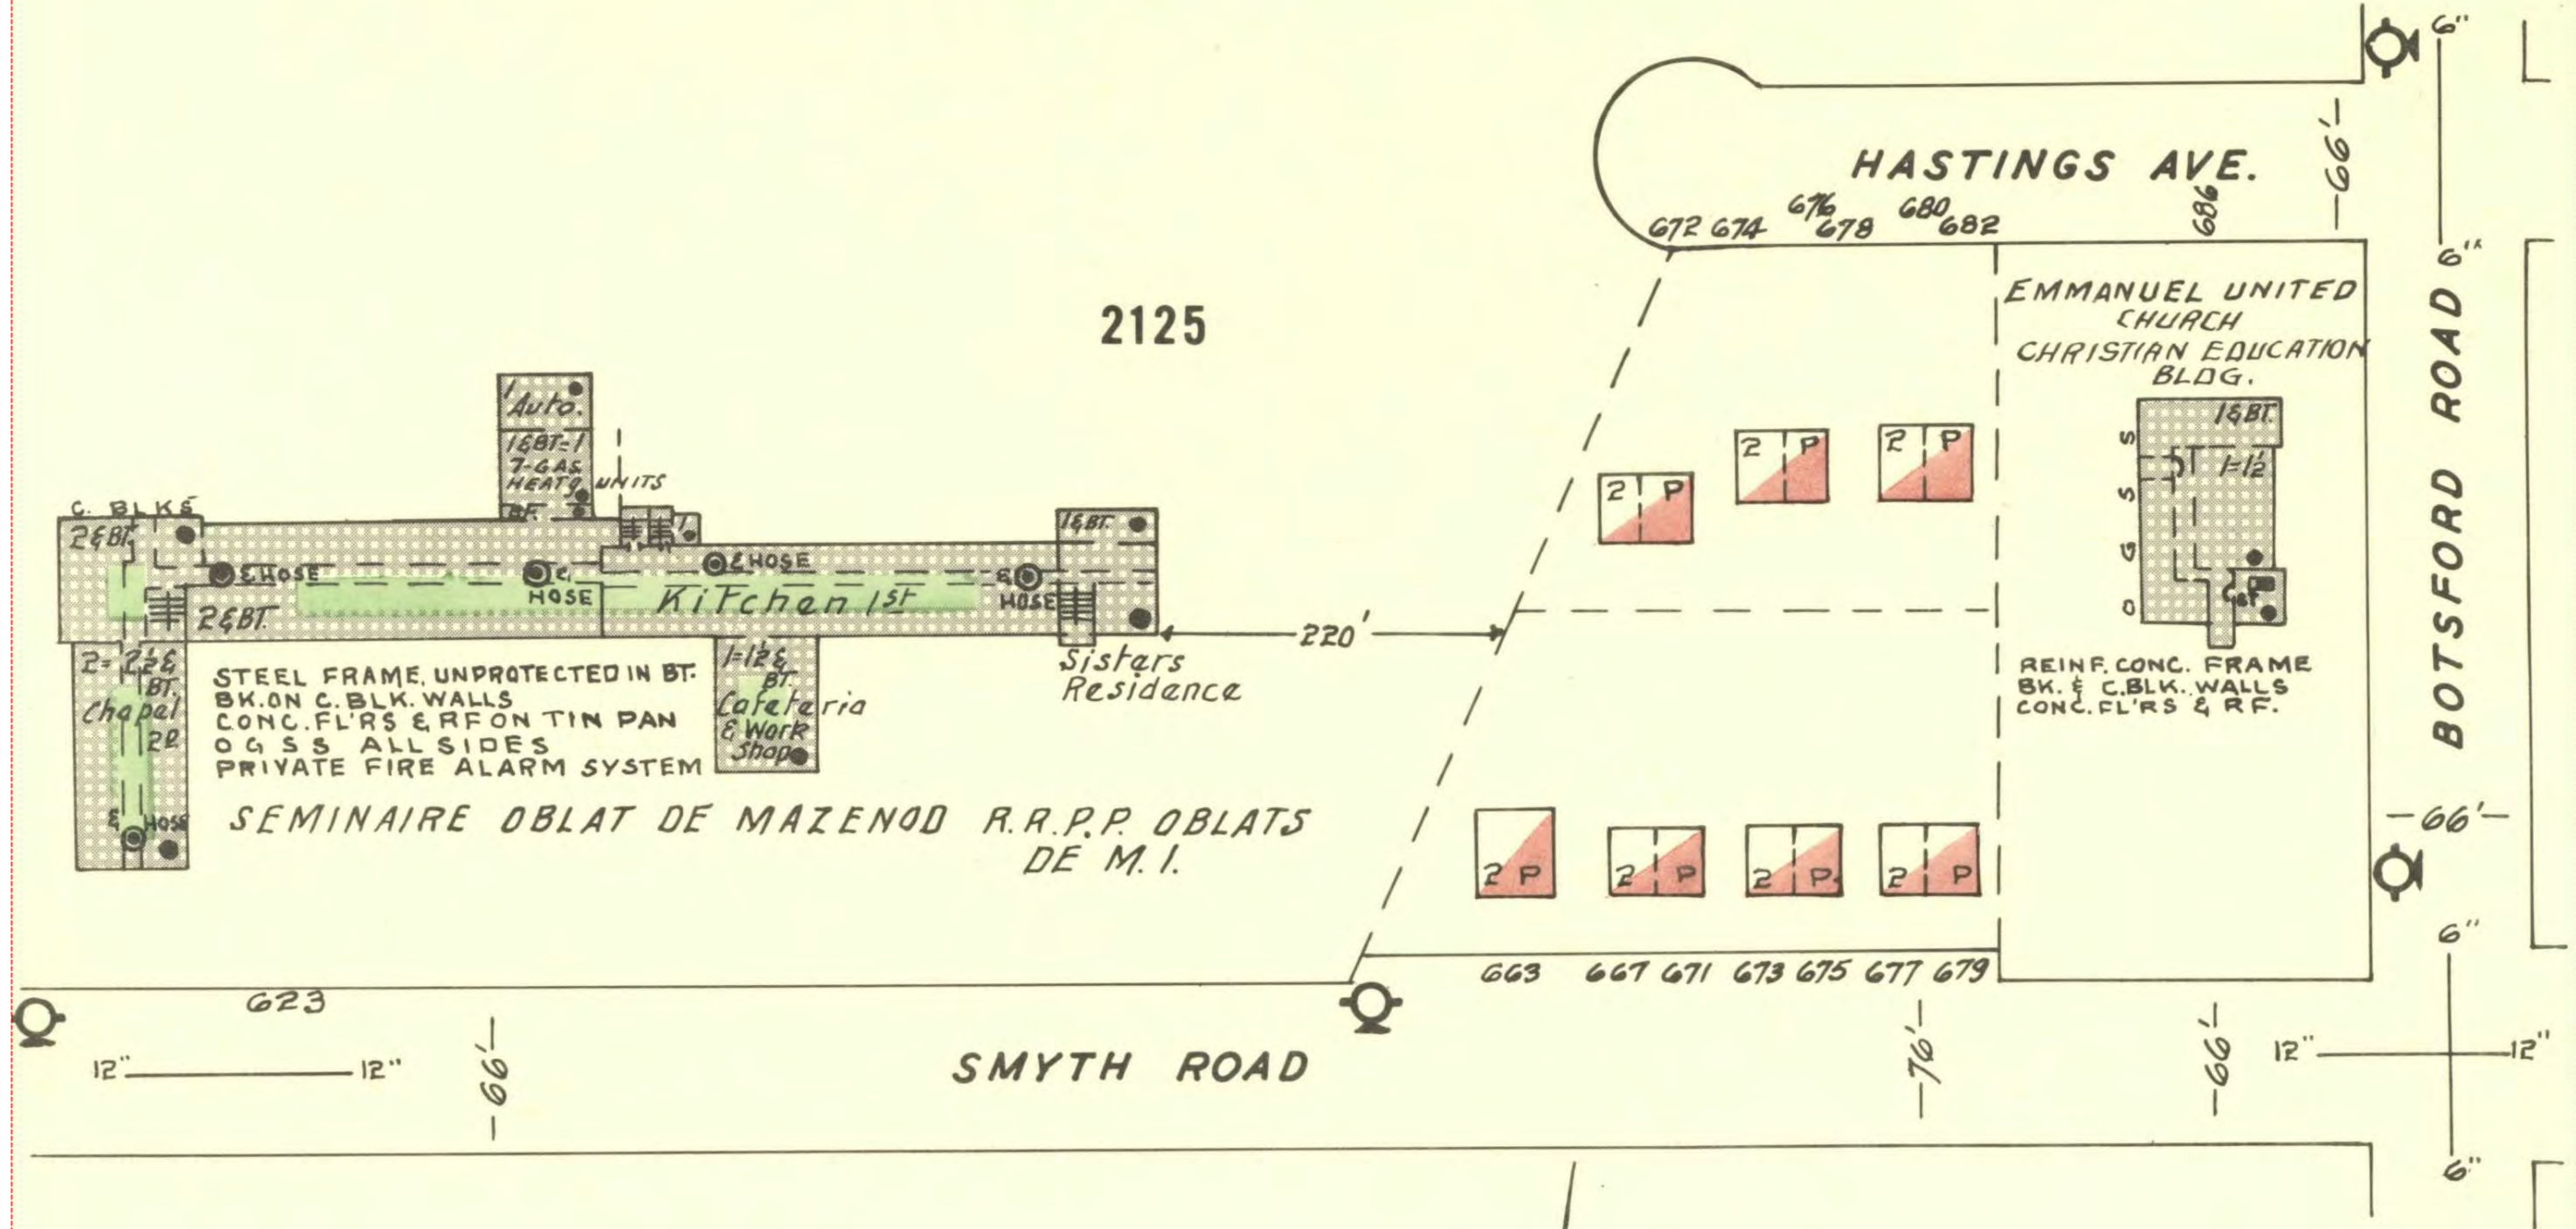 6"
HASTINGS AVE.
66'
672 674 676 678 680 682 686
6"
EMMANUEL UNITED
CHURCH
CHRISTIAN EDUCATION
BLDG.
2125
BOTSFORD ROAD
1
Auto.
1&BT=1
7-GAS
HEAT'G UNITS
1&BT.
1=1½
S
S
G
O
2 P
2 P
2 P
C. BLKS
2&BT.
1
1&BT.
& HOSE
&
HOSE
& HOSE
&
HOSE
Kitchen 1st
2&BT.
220'
Sisters
Residence
2=2½ &
BT.
Chapel
& HOSE
STEEL FRAME, UNPROTECTED IN BT.
BK. ON C. BLK. WALLS
CONC. FL'RS & RF ON TIN PAN
O G S S ALL SIDES
PRIVATE FIRE ALARM SYSTEM
1=1½ &
BT.
Cafeteria
& Work
Shop
REINF. CONC. FRAME
BK. & C. BLK. WALLS
CONC. FL'RS & RF.
SEMINAIRE OBLAT DE MAZENOD R.R.P.P. OBLATS
DE M. I.
2 P
2 P
2 P
2 P
66'
6"
663 667 671 673 675 677 679
623
12" 12"
66'
SMYTH ROAD
76'
66'
12" 12"
6"